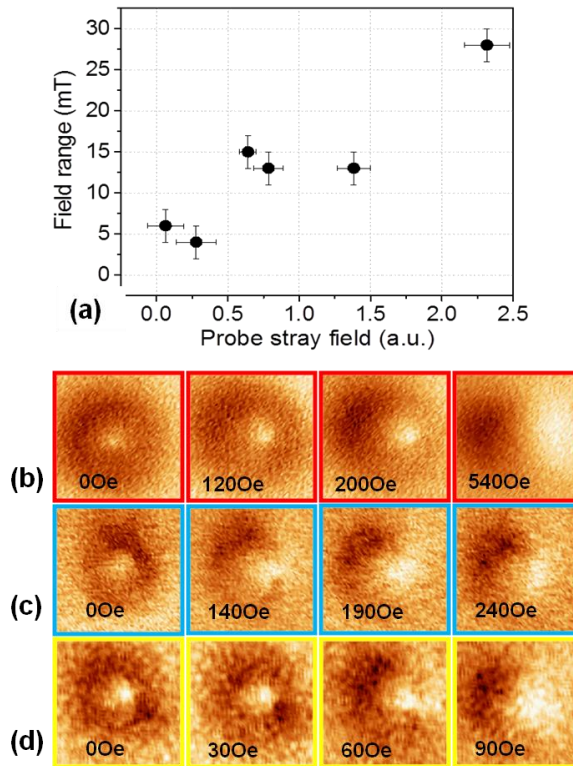 Field range (mT)
30
25
20
15
10
5
0
(a)
0.0 0.5 1.0 1.5 2.0 2.5
Probe stray field (a.u.)
(b)
0Oe 120Oe 200Oe 540Oe
(c)
0Oe 140Oe 190Oe 240Oe
(d)
0Oe 30Oe 60Oe 90Oe